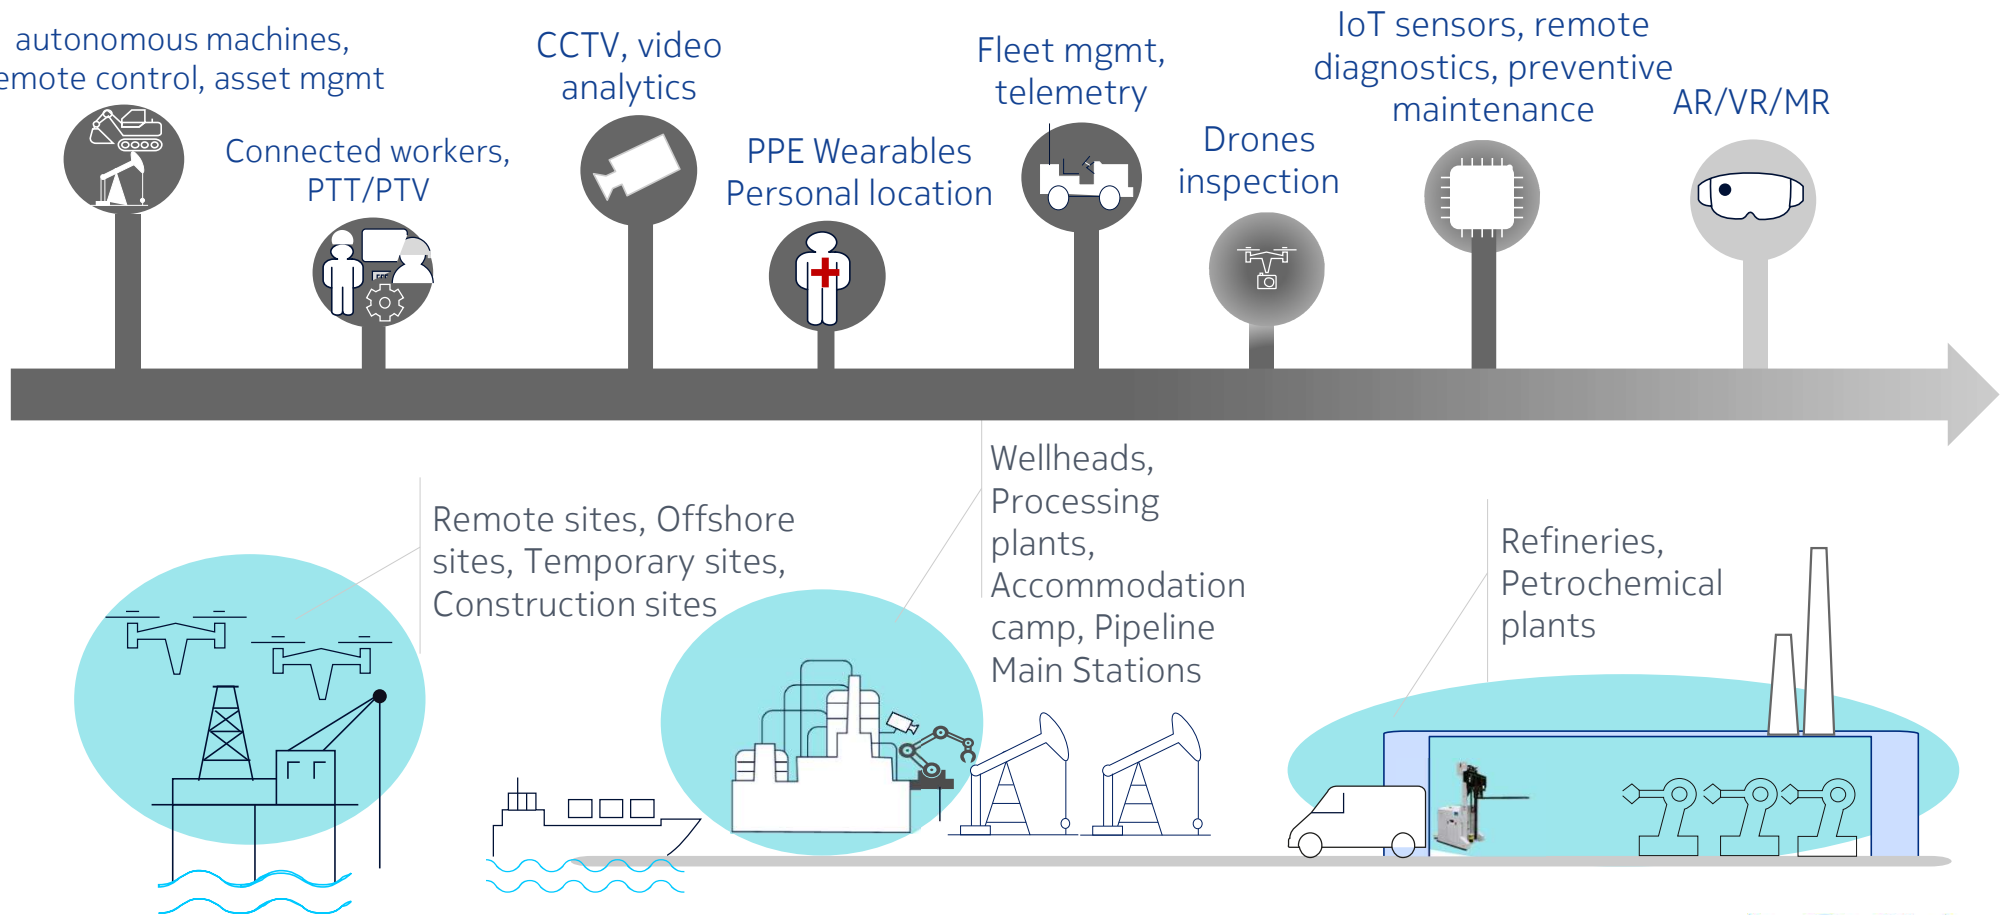 autonomous machines,
emote control, asset mgmt
Connected workers,
PTT/PTV
CCTV, video
analytics
PPE Wearables
Personal location
Fleet mgmt,
telemetry
Drones
inspection
IoT sensors, remote
diagnostics, preventive
maintenance
AR/VR/MR
Remote sites, Offshore
sites, Temporary sites,
Construction sites
Wellheads,
Processing
plants,
Accommodation
camp, Pipeline
Main Stations
Refineries,
Petrochemical
plants